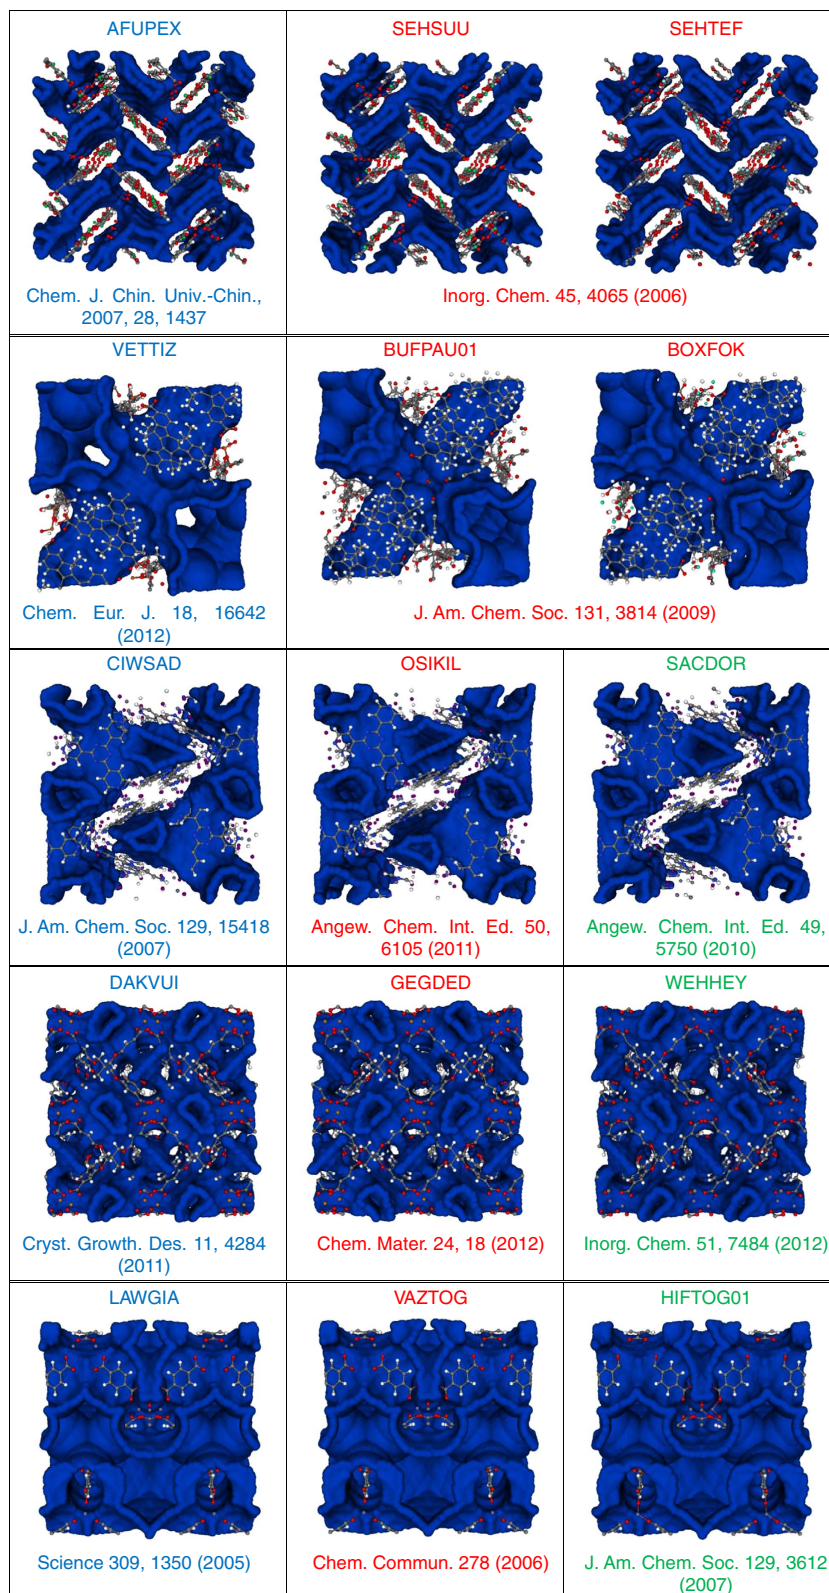 AFUPEX SEHSUU SEHTEF
Chem. J. Chin. Univ.-Chin., Inorg. Chem. 45, 4065 (2006)
2007, 28, 1437
VETTIZ BUFPAU01 BOXFOK
Chem. Eur. J. 18, 16642 J. Am. Chem. Soc. 131, 3814 (2009)
(2012)
CIWSAD OSIKIL SACDOR
J. Am. Chem. Soc. 129, 15418 Angew. Chem. Int. Ed. 50, Angew. Chem. Int. Ed. 49,
(2007) 6105 (2011) 5750 (2010)
DAKVUI GEGDED WEHHEY
Cryst. Growth. Des. 11, 4284 Chem. Mater. 24, 18 (2012) Inorg. Chem. 51, 7484 (2012)
(2011)
LAWGIA VAZTOG HIFTOG01
Science 309, 1350 (2005) Chem. Commun. 278 (2006) J. Am. Chem. Soc. 129, 3612
(2007)